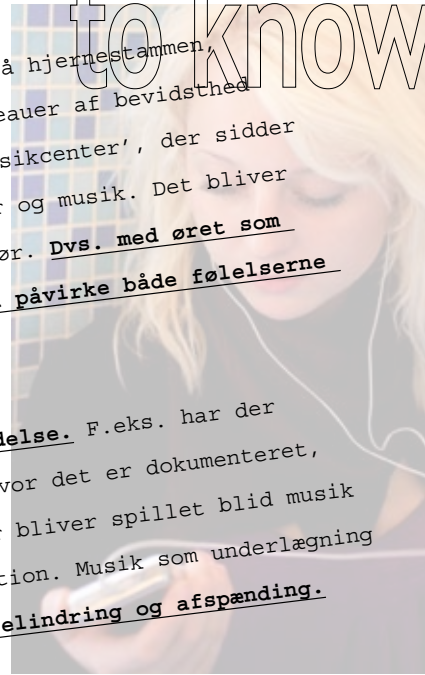 to know
å hjernestammen,
eauer af bevidsthed
sikcenter’, der sidder
r og musik. Det bliver
ør. Dvs. med øret som
påvirke både følelserne
delse. F.eks. har der
vor det er dokumenteret,
r bliver spillet blid musik
tion. Musik som underlægning
elindring og afspænding.